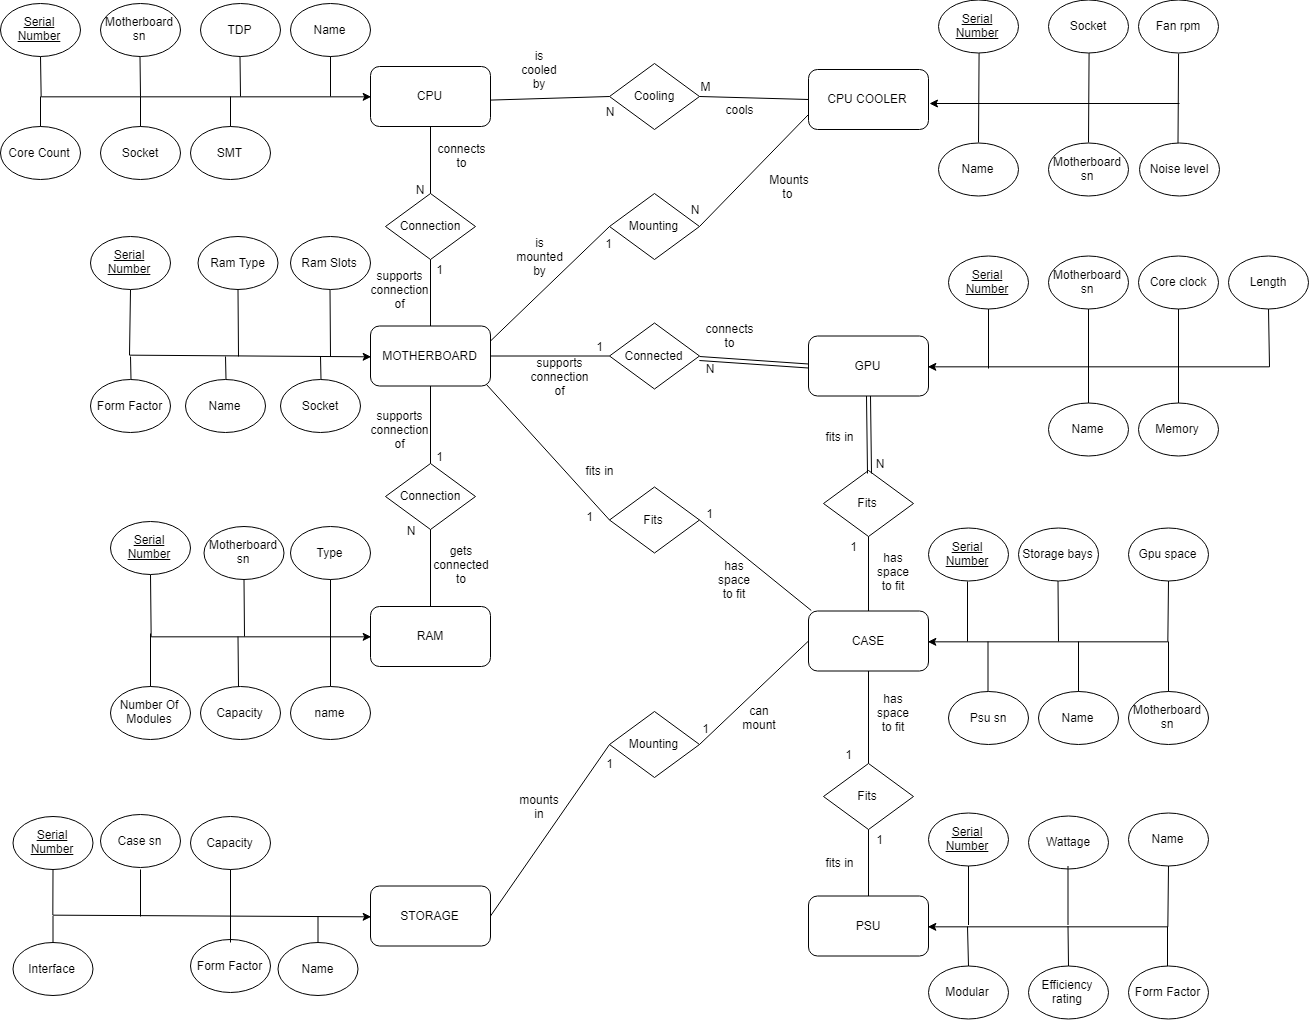 Serial
Number
Motherboard
sn
TDP
Name
CPU
Core Count
Socket
SMT
is
cooled
by
N
Cooling
M
cools
CPU COOLER
Serial
Number
Socket
Fan rpm
Name
Motherboard
sn
Noise level
connects
to
N
Connection
1
supports
connection
of
is
mounted
by
1
Mounting
N
Mounts
to
Serial
Number
Ram Type
Ram Slots
MOTHERBOARD
Form Factor
Name
Socket
1
supports
connection
of
Connected
connects
to
N
GPU
Serial
Number
Motherboard
sn
Core clock
Length
Name
Memory
supports
connection
of
1
Connection
N
gets
connected
to
fits in
1
Fits
1
has
space
to fit
fits in
N
Fits
1
has
space
to fit
Serial
Number
Motherboard
sn
Type
RAM
Number Of
Modules
Capacity
name
CASE
Serial
Number
Storage bays
Gpu space
Psu sn
Name
Motherboard
sn
can
mount
1
Mounting
1
mounts
in
has
space
to fit
1
Fits
1
fits in
Serial
Number
Case sn
Capacity
STORAGE
Interface
Form Factor
Name
PSU
Serial
Number
Wattage
Name
Modular
Efficiency
rating
Form Factor